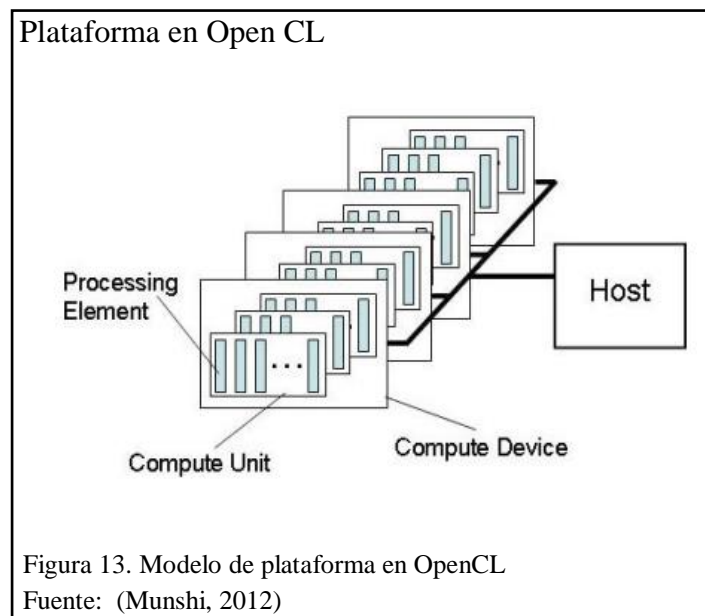 Plataforma en Open CL
Processing
Element
Host
...
Compute Unit
Compute Device
Figura 13. Modelo de plataforma en OpenCL
Fuente: (Munshi, 2012)